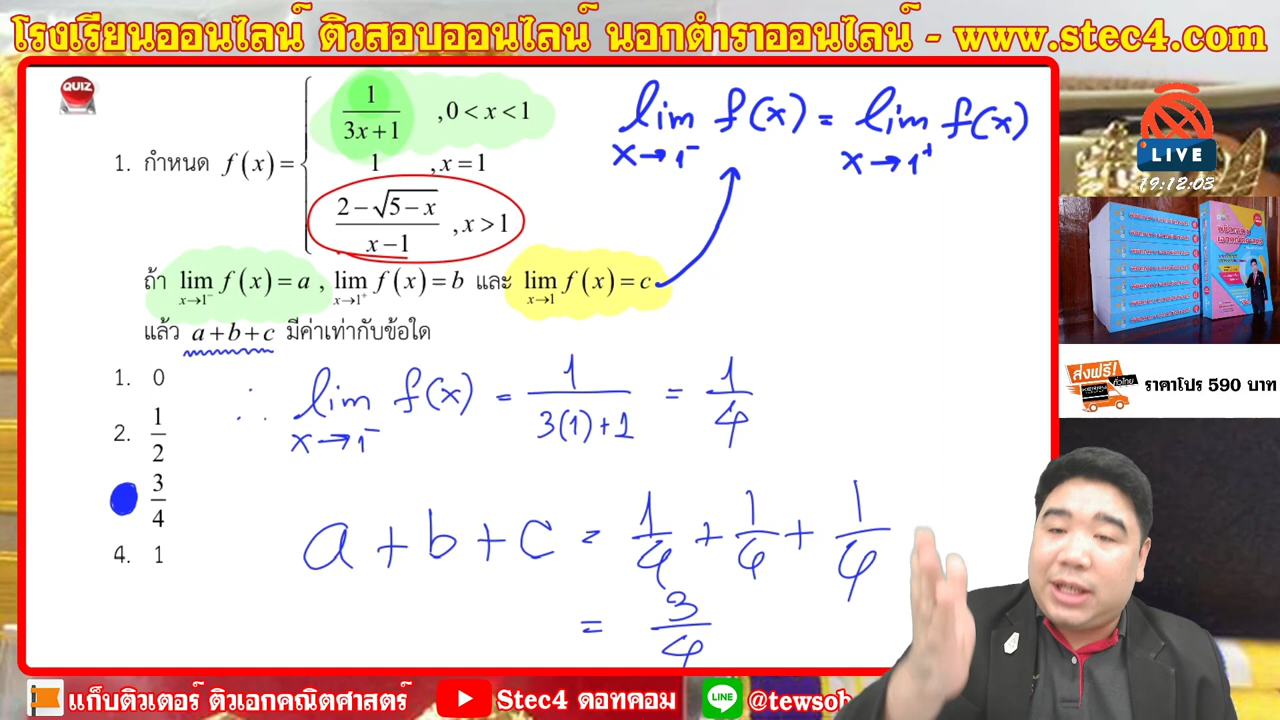 โรงเรียนออนไลน์ ติวสอบออนไลน์ นอกตำราออนไลน์ - www.stec4.com
QUIZ
1. กำหนด f(x) = { 1/(3x+1) , 0 < x < 1
1 , x = 1
(2-√(5-x))/(x-1) , x > 1
lim x→1⁻ f(x) = lim x→1⁺ f(x)
ถ้า lim x→1⁻ f(x) = a , lim x→1⁺ f(x) = b และ lim x→1 f(x) = c
แล้ว a+b+c มีค่าเท่ากับข้อใด
1. 0
2. 1/2
3/4
4. 1
∴ lim x→1⁻ f(x) = 1/(3(1)+1) = 1/4
a + b + c = 1/4 + 1/4 + 1/4
= 3/4
LIVE
19:12:03
ส่งฟรี!
ทั่วไทย
ราคาโปร 590 บาท
แก็บติวเตอร์ ติวเอกคณิตศาสตร์
Stec4 ดอทคอม
LINE
@tewsob